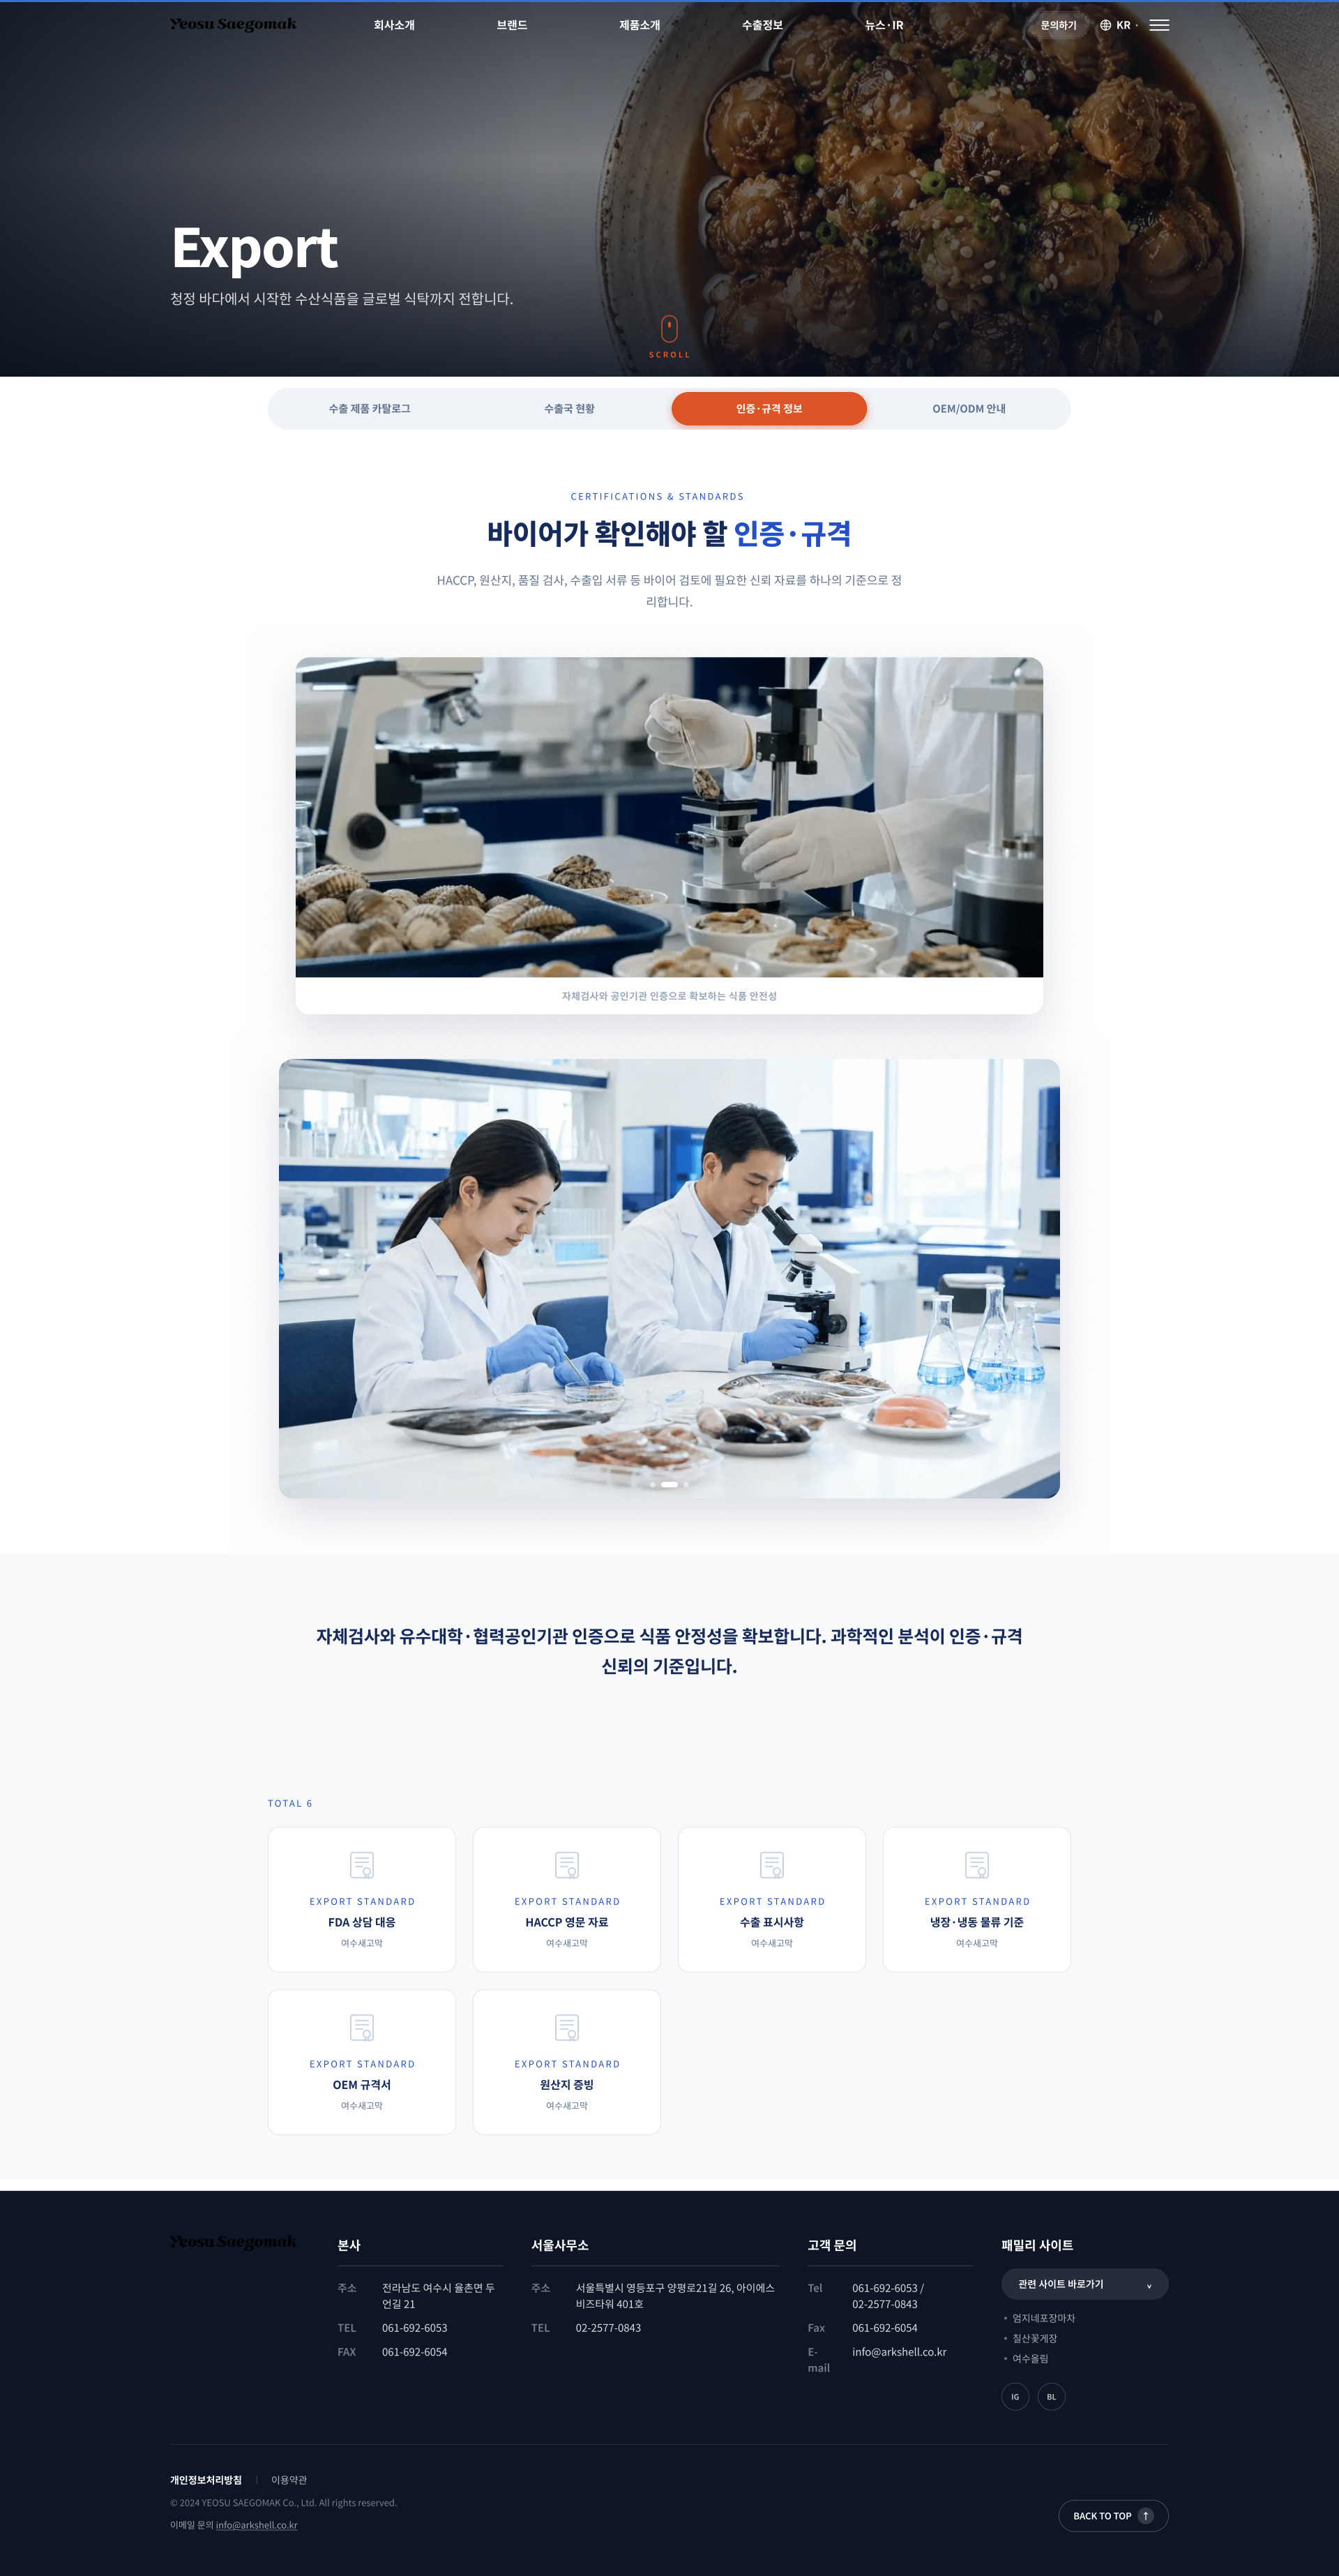 Yeosu Saegomak
회사소개
브랜드
제품소개
수출정보
뉴스·IR
문의하기
KR
Export
청정 바다에서 시작한 수산식품을 글로벌 식탁까지 전합니다.
SCROLL
수출 제품 카탈로그
수출국 현황
인증·규격 정보
OEM/ODM 안내
CERTIFICATIONS & STANDARDS
바이어가 확인해야 할 인증·규격
HACCP, 원산지, 품질 검사, 수출입 서류 등 바이어 검토에 필요한 신뢰 자료를 하나의 기준으로 정
리합니다.
자체검사와 공인기관 인증으로 확보하는 식품 안전성
자체검사와 유수대학·협력공인기관 인증으로 식품 안정성을 확보합니다. 과학적인 분석이 인증·규격
신뢰의 기준입니다.
TOTAL 6
EXPORT STANDARD
FDA 상담 대응
여수새고막
EXPORT STANDARD
HACCP 영문 자료
여수새고막
EXPORT STANDARD
수출 표시사항
여수새고막
EXPORT STANDARD
냉장·냉동 물류 기준
여수새고막
EXPORT STANDARD
OEM 규격서
여수새고막
EXPORT STANDARD
원산지 증빙
여수새고막
Yeosu Saegomak
본사
주소 전라남도 여수시 율촌면 두
언길 21
TEL 061-692-6053
FAX 061-692-6054
서울사무소
주소 서울특별시 영등포구 양평로21길 26, 아이에스
비즈타워 401호
TEL 02-2577-0843
고객 문의
Tel 061-692-6053 /
02-2577-0843
Fax 061-692-6054
E-
mail info@arkshell.co.kr
패밀리 사이트
관련 사이트 바로가기
• 엄지네포장마차
• 칠산꽃게장
• 여수울림
IG
BL
개인정보처리방침 | 이용약관
© 2024 YEOSU SAEGOMAK Co., Ltd. All rights reserved.
이메일 문의 info@arkshell.co.kr
BACK TO TOP ↑